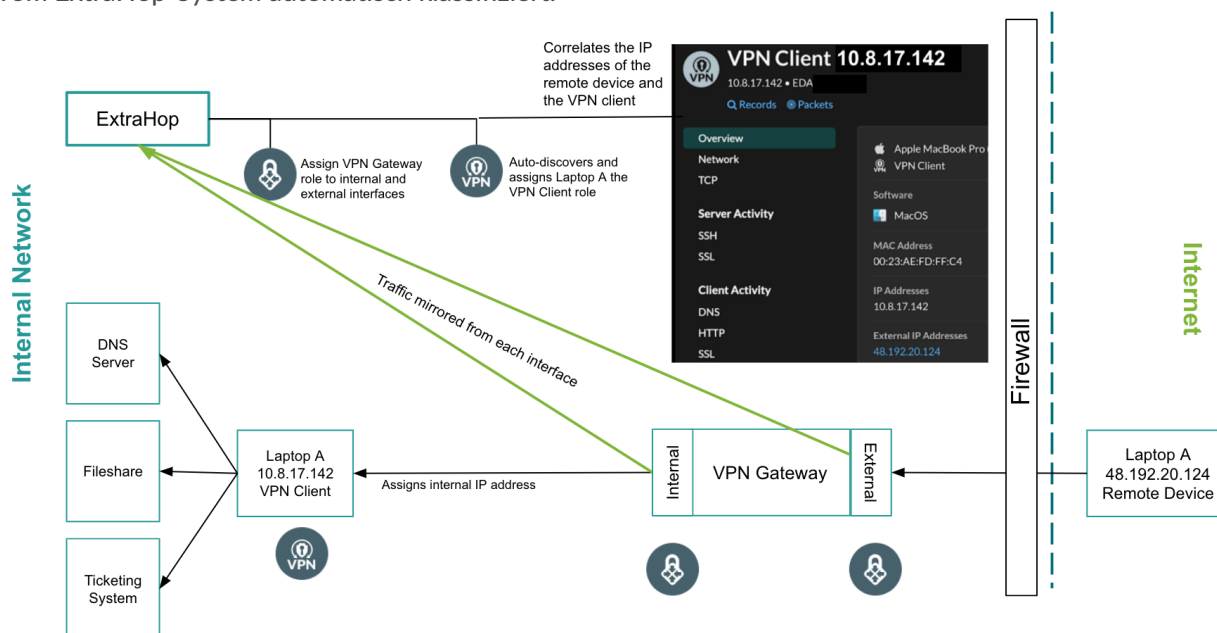 vom ExtraHop-System automatisch klassifiziert.
Correlates the IP
addresses of the
remote device and
the VPN client
VPN
VPN Client 10.8.17.142
10.8.17.142 • EDA
Records
Packets
Overview
Network
TCP
Server Activity
SSH
SSL
Client Activity
DNS
HTTP
SSL
Apple MacBook Pro
VPN Client
Software
MacOS
MAC Address
00:23:AE:FD:FF:C4
IP Addresses
10.8.17.142
External IP Addresses
48.192.20.124
ExtraHop
Assign VPN Gateway
role to internal and
external interfaces
VPN
Auto-discovers and
assigns Laptop A the
VPN Client role
Internal Network
Internet
Firewall
Traffic mirrored from each interface
DNS
Server
Fileshare
Ticketing
System
Laptop A
10.8.17.142
VPN Client
VPN
Assigns internal IP address
Internal
VPN Gateway
External
Laptop A
48.192.20.124
Remote Device